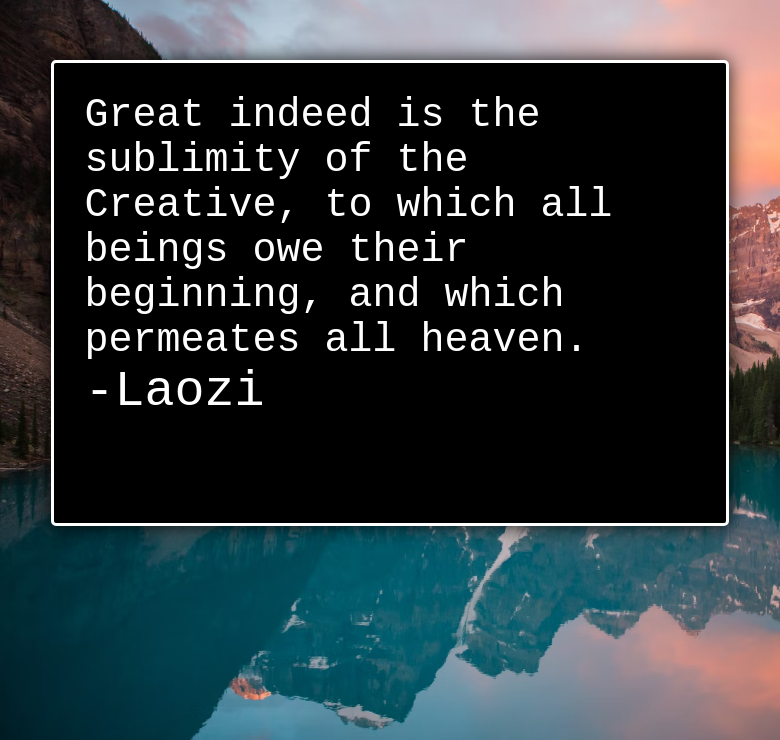 Great indeed is the
sublimity of the
Creative, to which all
beings owe their
beginning, and which
permeates all heaven.
-Laozi